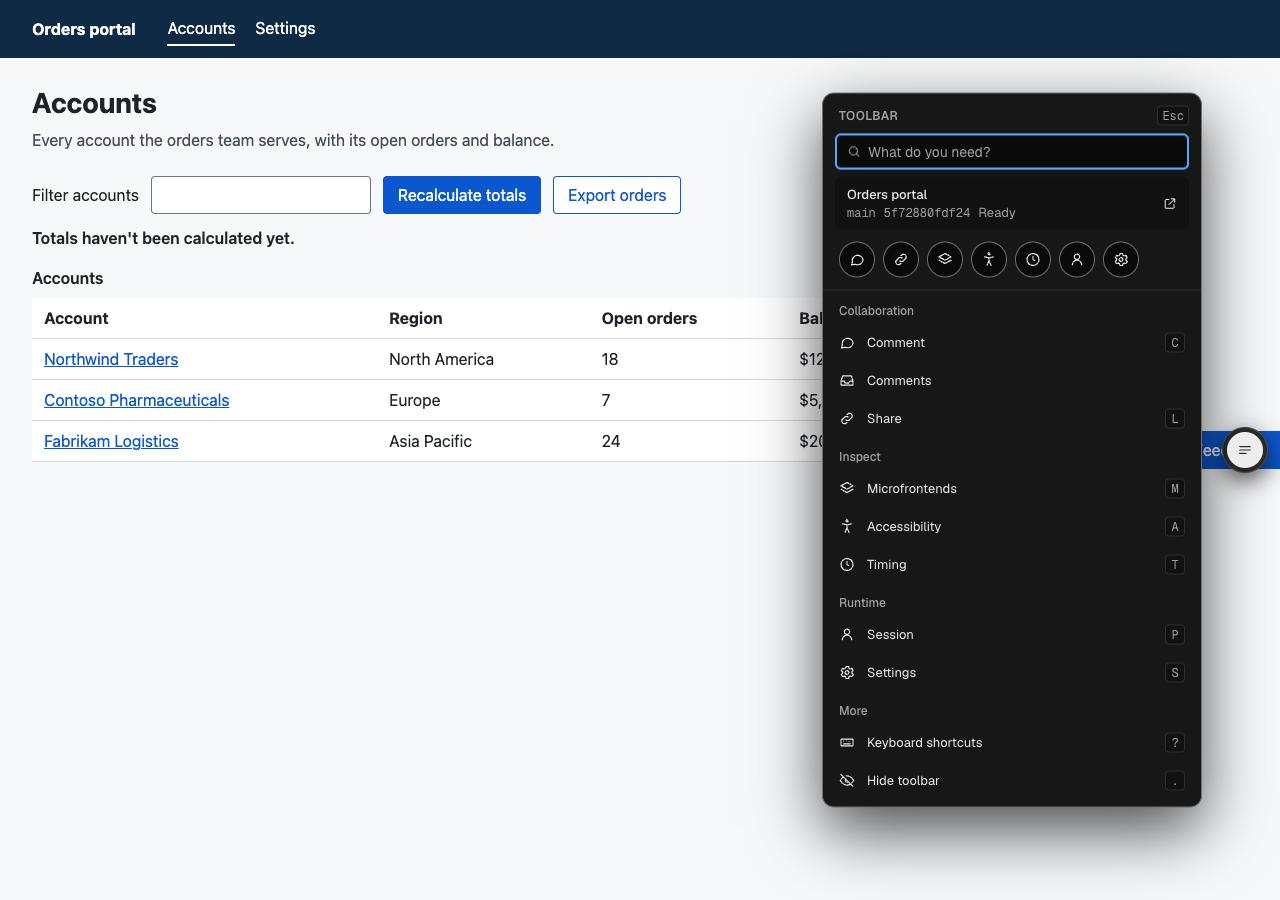 Orders portal Accounts Settings
Accounts
Every account the orders team serves, with its open orders and balance.
Filter accounts Recalculate totals Export orders
Totals haven't been calculated yet.
Accounts
Account Region Open orders
Northwind Traders North America 18
Contoso Pharmaceuticals Europe 7
Fabrikam Logistics Asia Pacific 24
TOOLBAR Esc
What do you need?
Orders portal
main 5f72880fdf24 Ready
Collaboration
Comment C
Comments
Share L
Inspect
Microfrontends M
Accessibility A
Timing T
Runtime
Session P
Settings S
More
Keyboard shortcuts ?
Hide toolbar .